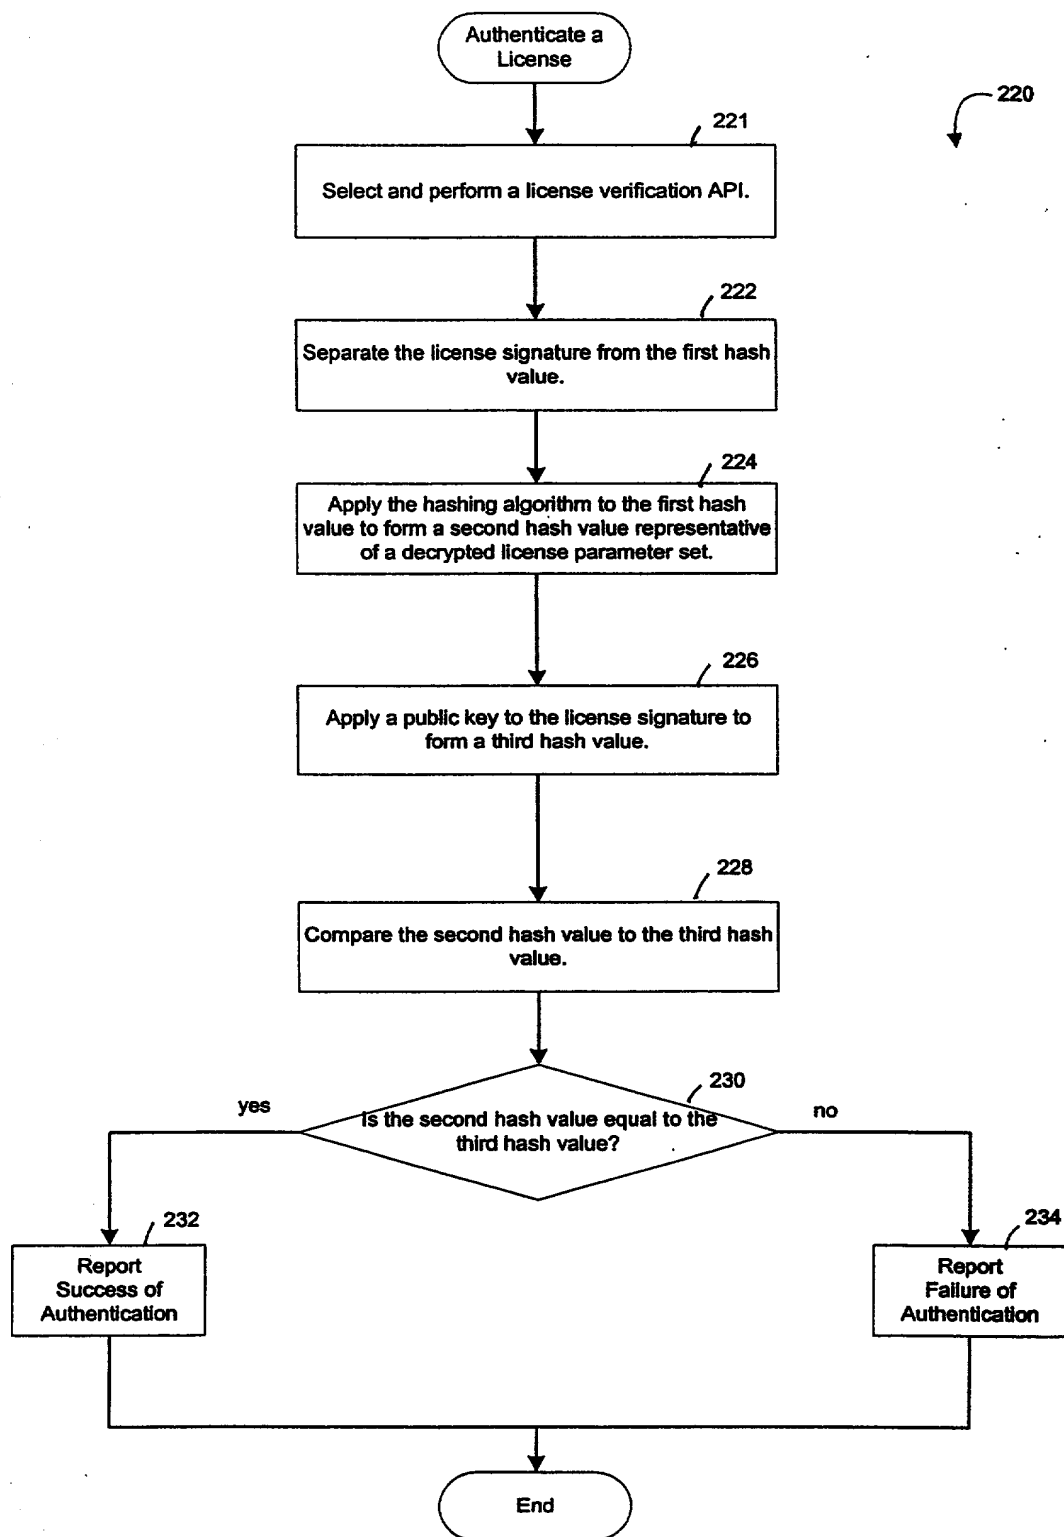 Authenticate a
License
220
221
Select and perform a license verification API.
222
Separate the license signature from the first hash
value.
224
Apply the hashing algorithm to the first hash
value to form a second hash value representative
of a decrypted license parameter set.
226
Apply a public key to the license signature to
form a third hash value.
228
Compare the second hash value to the third hash
value.
230
yes
Is the second hash value equal to the
third hash value?
no
232
Report
Success of
Authentication
234
Report
Failure of
Authentication
End